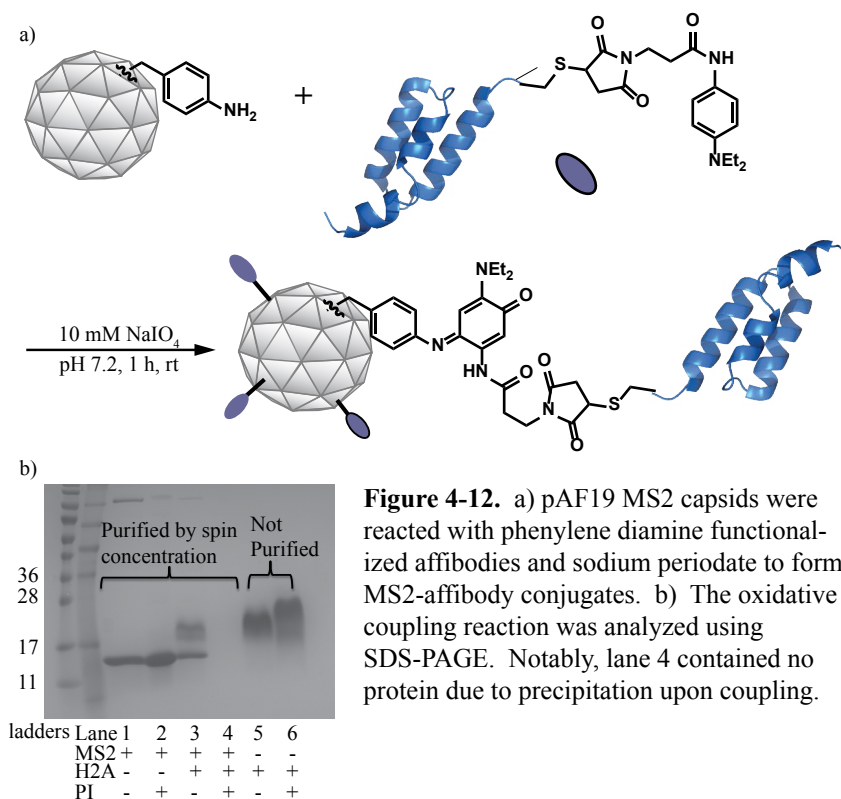 a)
NH2
+
S
O
N
O
O
NH
NEt2
10 mM NaIO4
pH 7.2, 1 h, rt
NEt2
O
N
NH
O
O
N
O
S
b)
Purified by spin
concentration
Not
Purified
36
28
17
11
ladders Lane 1 2 3 4 5 6
MS2 + + + + - -
H2A - - + + + +
PI - + - + - +
Figure 4-12. a) pAF19 MS2 capsids were
reacted with phenylene diamine functional-
ized affibodies and sodium periodate to form
MS2-affibody conjugates. b) The oxidative
coupling reaction was analyzed using
SDS-PAGE. Notably, lane 4 contained no
protein due to precipitation upon coupling.